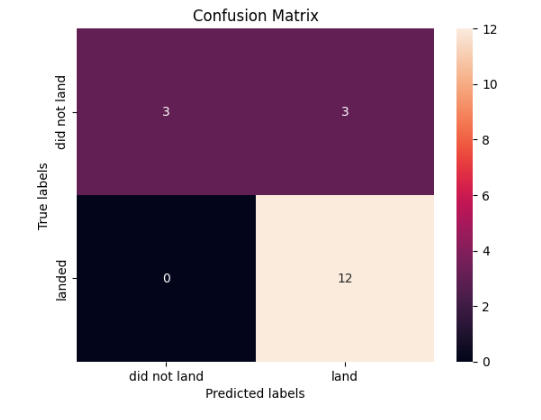 Confusion Matrix
did not land
landed
True labels
3
3
0
12
did not land
land
Predicted labels
12
10
8
6
4
2
0